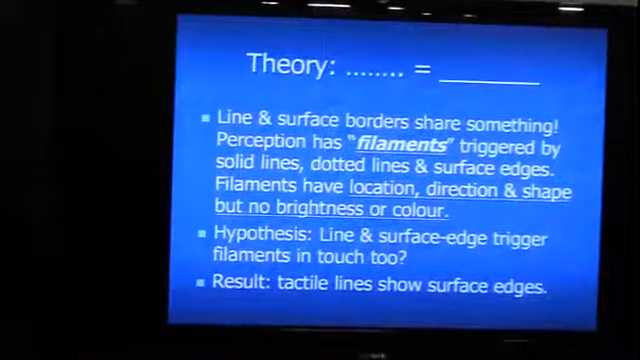 Theory: ........ = ________
▪ Line & surface borders share something!
Perception has "filaments" triggered by
solid lines, dotted lines & surface edges.
Filaments have location, direction & shape
but no brightness or colour.
▪ Hypothesis: Line & surface-edge trigger
filaments in touch too?
▪ Result: tactile lines show surface edges.